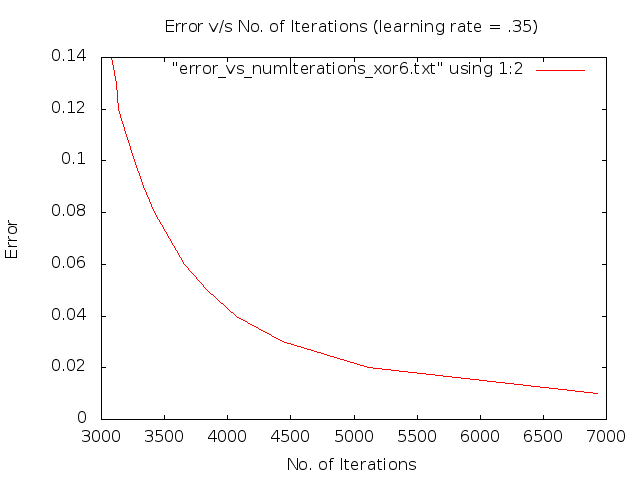 Error v/s No. of Iterations (learning rate = .35)
"error_vs_numIterations_xor6.txt" using 1:2
0.14
0.12
0.1
0.08
0.06
0.04
0.02
0
Error
3000 3500 4000 4500 5000 5500 6000 6500 7000
No. of Iterations